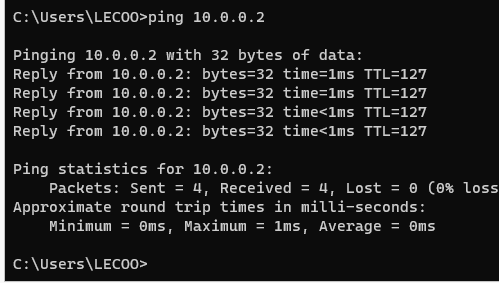 C:\Users\LECOO>ping 10.0.0.2
Pinging 10.0.0.2 with 32 bytes of data:
Reply from 10.0.0.2: bytes=32 time=1ms TTL=127
Reply from 10.0.0.2: bytes=32 time=1ms TTL=127
Reply from 10.0.0.2: bytes=32 time<1ms TTL=127
Reply from 10.0.0.2: bytes=32 time<1ms TTL=127
Ping statistics for 10.0.0.2:
Packets: Sent = 4, Received = 4, Lost = 0 (0% loss
Approximate round trip times in milli-seconds:
Minimum = 0ms, Maximum = 1ms, Average = 0ms
C:\Users\LECOO>